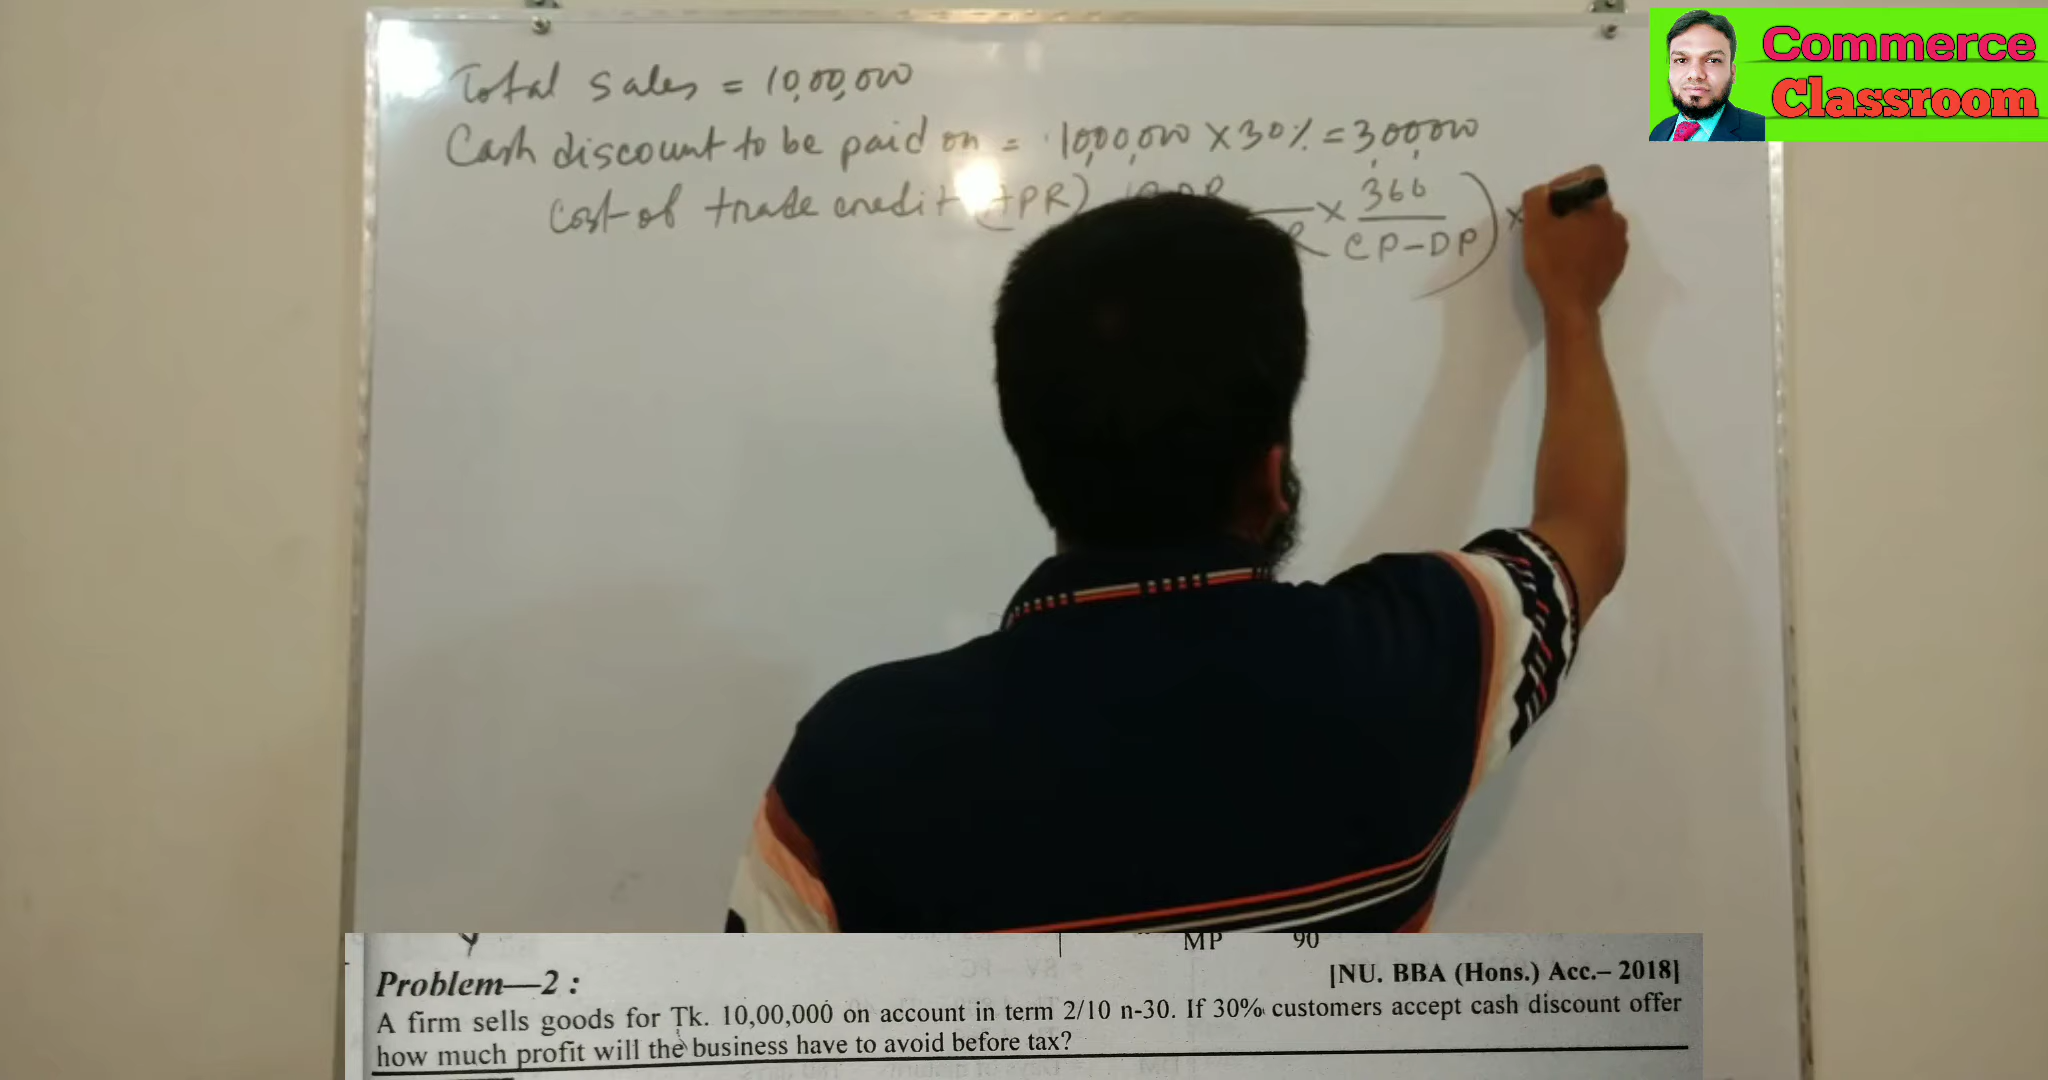 Commerce
Classroom
Total sales = 10,00,000
Cash discount to be paid on = 10,00,000 × 30% = 3,00,000
cost of trade credit (APR) × 360 / CP-DP ) ×
MP 90
Problem—2 :
[NU. BBA (Hons.) Acc.– 2018]
A firm sells goods for Tk. 10,00,000 on account in term 2/10 n-30. If 30% customers accept cash discount offer
how much profit will the business have to avoid before tax?